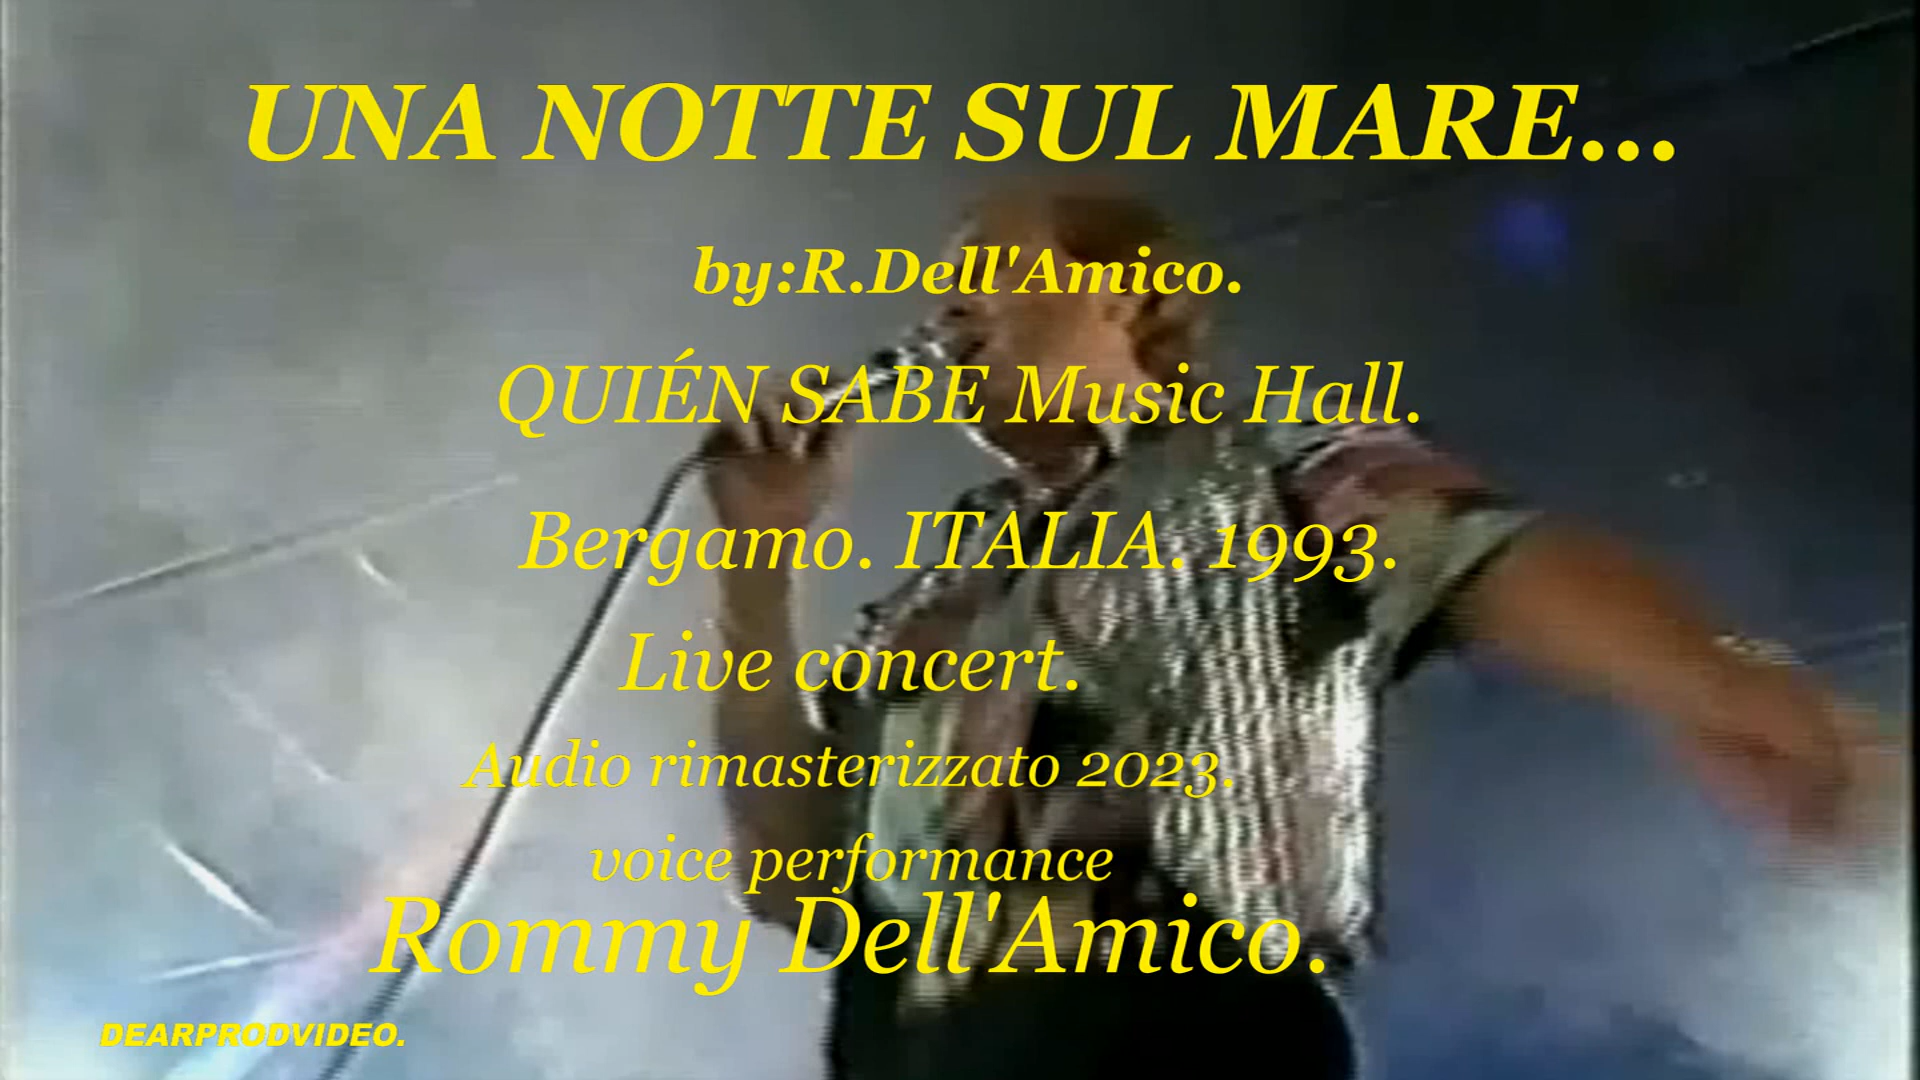 UNA NOTTE SUL MARE...
by:R.Dell'Amico.
QUIÉN SABE Music Hall.
Bergamo. ITALIA. 1993.
Live concert.
Audio rimasterizzato 2023.
voice performance
Rommy Dell'Amico.
DEARPRODVIDEO.